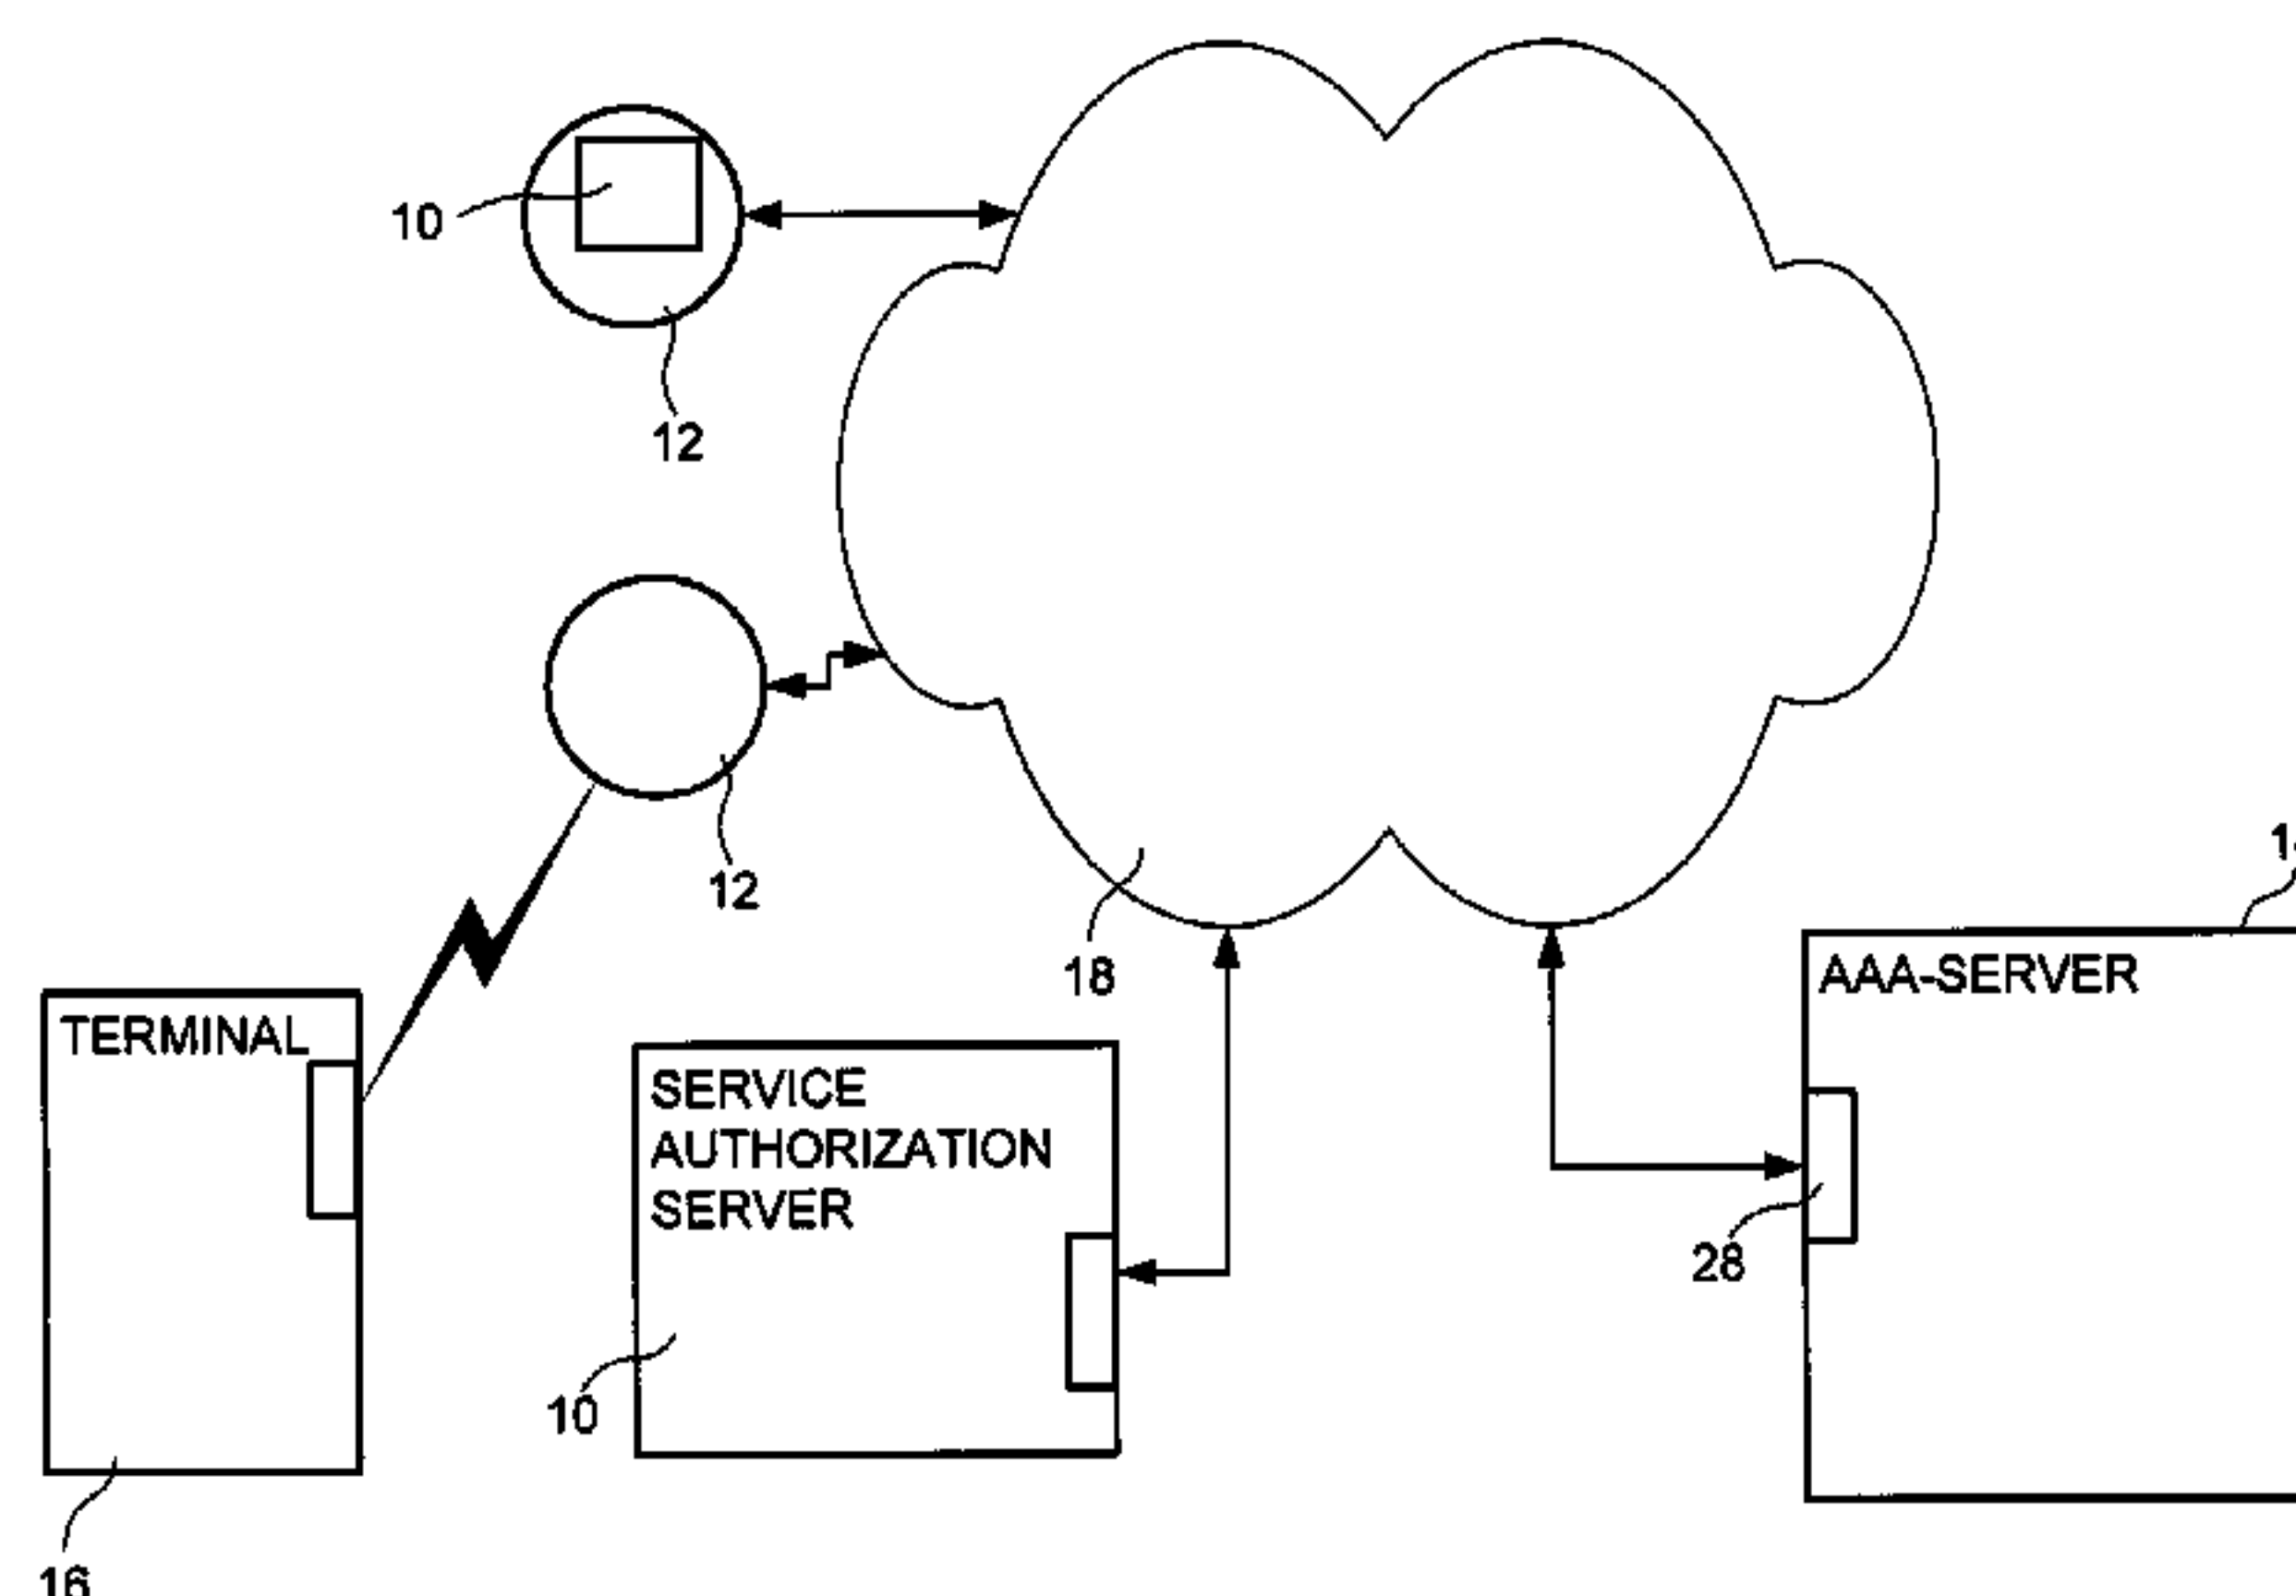 10
12
12
18
AAA-SERVER
TERMINAL
SERVICE
AUTHORIZATION
SERVER
28
10
16